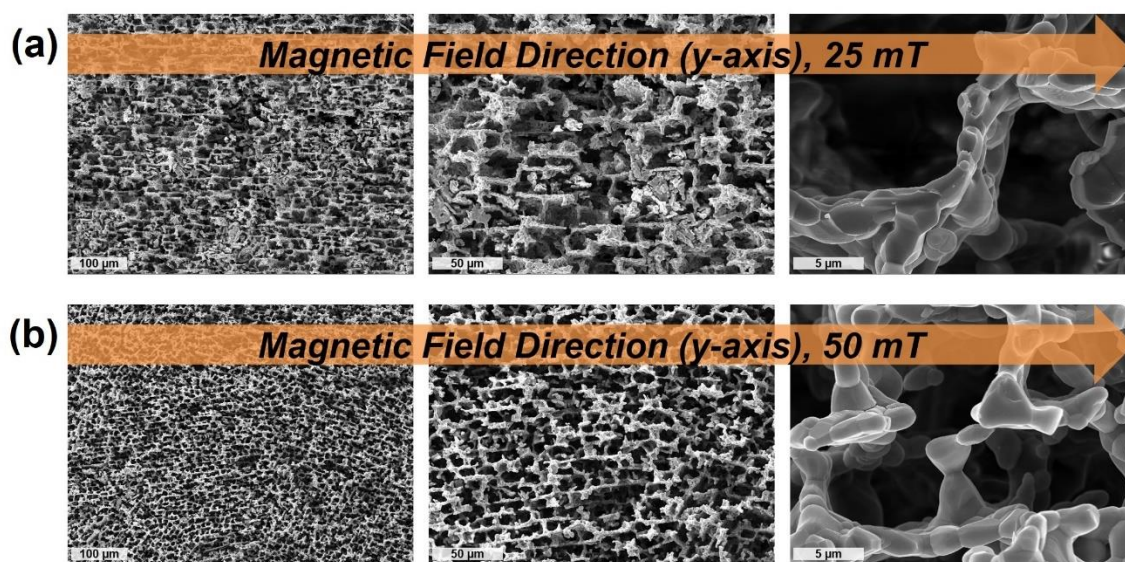 (a)
Magnetic Field Direction (y-axis), 25 mT
100 µm
50 µm
5 µm
(b)
Magnetic Field Direction (y-axis), 50 mT
100 µm
50 µm
5 µm